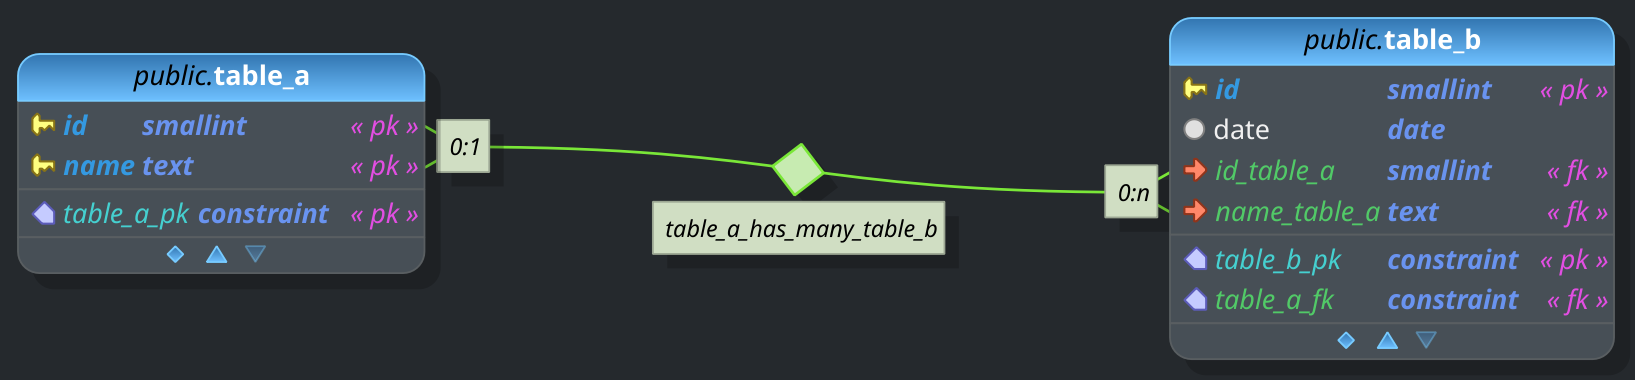 public.table_a
id smallint « pk »
name text « pk »
table_a_pk constraint « pk »
0:1
table_a_has_many_table_b
0:n
public.table_b
id smallint « pk »
date date
id_table_a smallint « fk »
name_table_a text « fk »
table_b_pk constraint « pk »
table_a_fk constraint « fk »